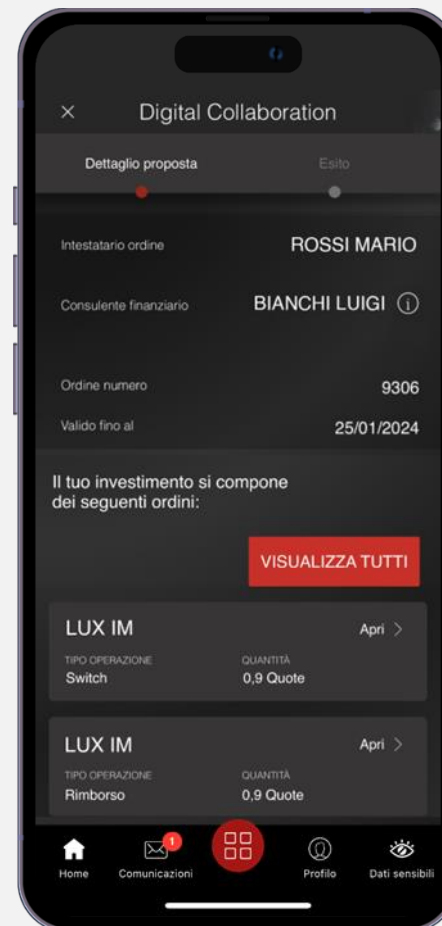 Digital Collaboration
Dettaglio proposta Esito
Intestatario ordine ROSSI MARIO
Consulente finanziario BIANCHI LUIGI i
Ordine numero 9306
Valido fino al 25/01/2024
Il tuo investimento si compone
dei seguenti ordini:
VISUALIZZA TUTTI
LUX IM Apri >
TIPO OPERAZIONE QUANTITÀ
Switch 0,9 Quote
LUX IM Apri >
TIPO OPERAZIONE QUANTITÀ
Rimborso 0,9 Quote
1
Home Comunicazioni Profilo Dati sensibili